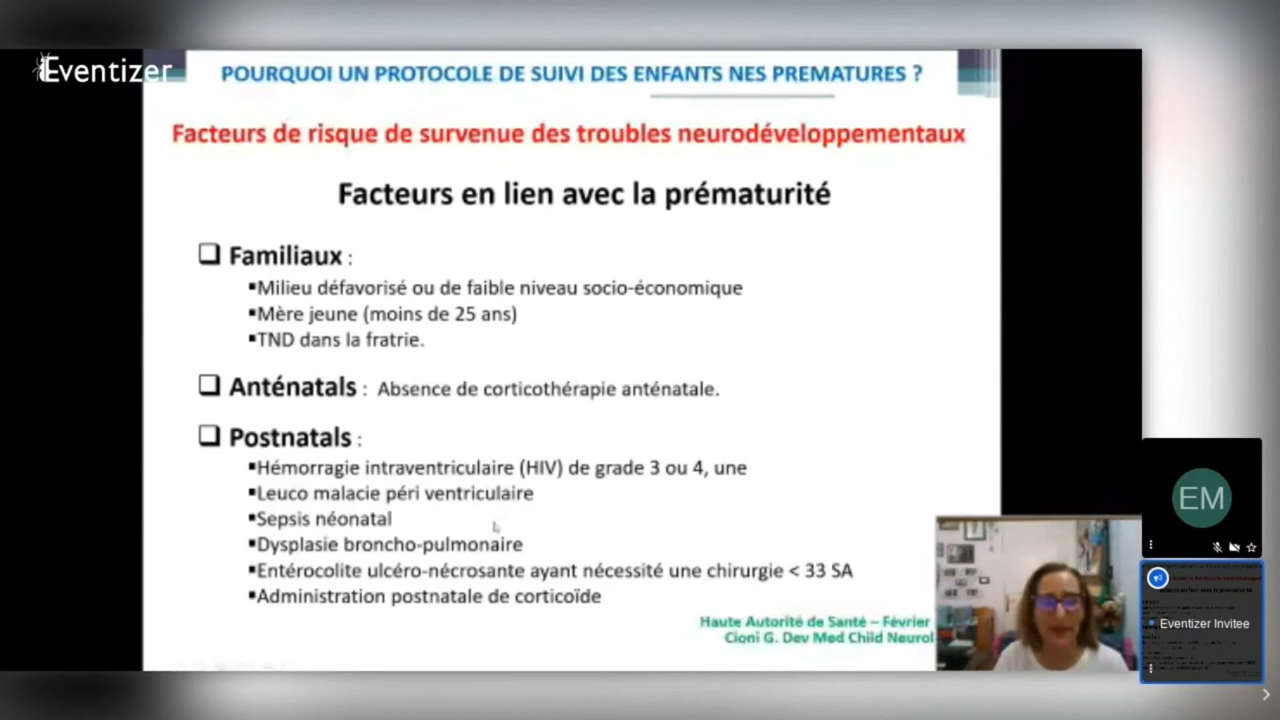 Eventizer
POURQUOI UN PROTOCOLE DE SUIVI DES ENFANTS NES PREMATURES ?
Facteurs de risque de survenue des troubles neurodéveloppementaux
Facteurs en lien avec la prématurité
Familiaux :
Milieu défavorisé ou de faible niveau socio-économique
Mère jeune (moins de 25 ans)
TND dans la fratrie.
Anténatals : Absence de corticothérapie anténatale.
Postnatals :
Hémorragie intraventriculaire (HIV) de grade 3 ou 4, une
Leuco malacie péri ventriculaire
Sepsis néonatal
Dysplasie broncho-pulmonaire
Entérocolite ulcéro-nécrosante ayant nécessité une chirurgie < 33 SA
Administration postnatale de corticoïde
Haute Autorité de Santé – Février
Cioni G. Dev Med Child Neurol
EM
Eventizer Invitee